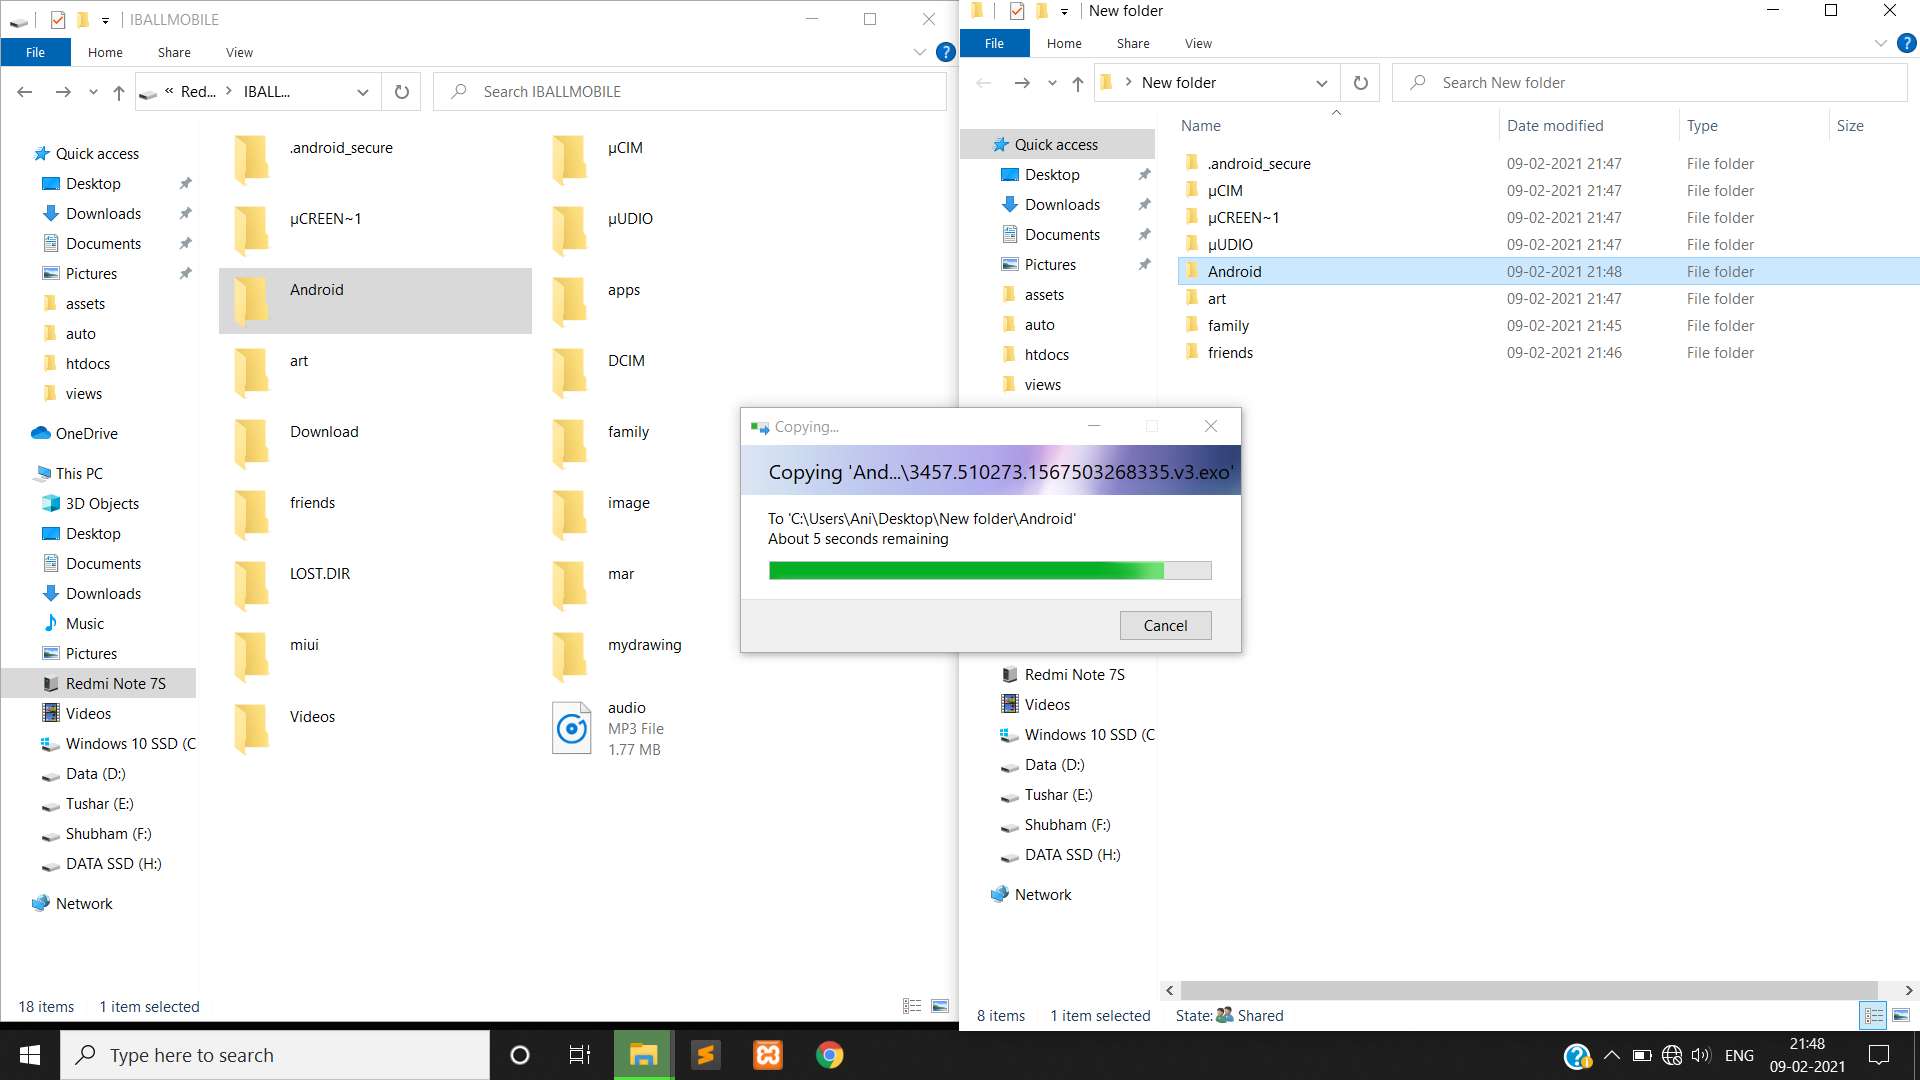 IBALLMOBILE
File Home Share View
« Red... > IBALL...
Search IBALLMOBILE
Quick access
Desktop
Downloads
Documents
Pictures
assets
auto
htdocs
views
OneDrive
This PC
3D Objects
Desktop
Documents
Downloads
Music
Pictures
Redmi Note 7S
Videos
Windows 10 SSD (C
Data (D:)
Tushar (E:)
Shubham (F:)
DATA SSD (H:)
Network
.android_secure
µCIM
µCREEN~1
µUDIO
Android
apps
art
DCIM
Download
family
friends
image
LOST.DIR
mar
miui
mydrawing
Videos
audio
MP3 File
1.77 MB
18 items 1 item selected
New folder
File Home Share View
New folder
Search New folder
Quick access
Desktop
Downloads
Documents
Pictures
assets
auto
htdocs
views
Redmi Note 7S
Videos
Windows 10 SSD (C
Data (D:)
Tushar (E:)
Shubham (F:)
DATA SSD (H:)
Network
Name Date modified Type Size
.android_secure 09-02-2021 21:47 File folder
µCIM 09-02-2021 21:47 File folder
µCREEN~1 09-02-2021 21:47 File folder
µUDIO 09-02-2021 21:47 File folder
Android 09-02-2021 21:48 File folder
art 09-02-2021 21:47 File folder
family 09-02-2021 21:45 File folder
friends 09-02-2021 21:46 File folder
8 items 1 item selected State: Shared
Copying...
Copying 'And...\3457.510273.1567503268335.v3.exo'
To 'C:\Users\Ani\Desktop\New folder\Android'
About 5 seconds remaining
Cancel
Type here to search
ENG
21:48
09-02-2021